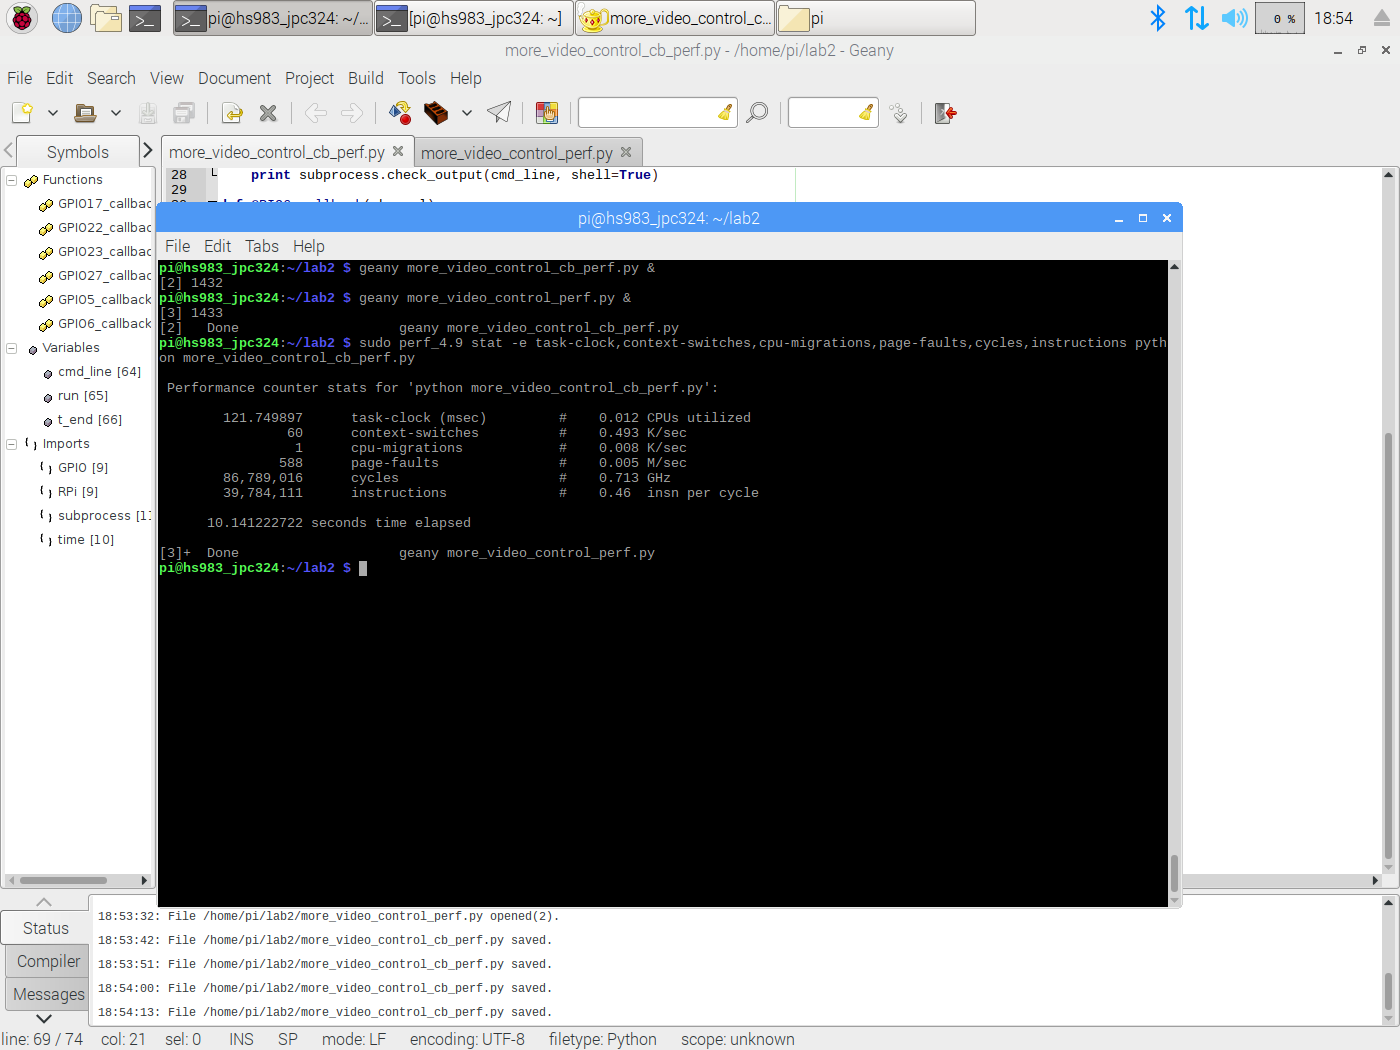 pi@hs983_jpc324: ~/... [pi@hs983_jpc324: ~] more_video_control_c... pi 0 % 18:54
more_video_control_cb_perf.py - /home/pi/lab2 - Geany
File Edit Search View Document Project Build Tools Help
Symbols
more_video_control_cb_perf.py more_video_control_perf.py
Functions
GPIO17_callbac
GPIO22_callbac
GPIO23_callbac
GPIO27_callbac
GPIO5_callback
GPIO6_callback
Variables
cmd_line [64]
run [65]
t_end [66]
Imports
GPIO [9]
RPi [9]
subprocess [1
time [10]
28 print subprocess.check_output(cmd_line, shell=True)
29
pi@hs983_jpc324: ~/lab2
File Edit Tabs Help
pi@hs983_jpc324:~/lab2 $ geany more_video_control_cb_perf.py &
[2] 1432
pi@hs983_jpc324:~/lab2 $ geany more_video_control_perf.py &
[3] 1433
[2] Done geany more_video_control_cb_perf.py
pi@hs983_jpc324:~/lab2 $ sudo perf_4.9 stat -e task-clock,context-switches,cpu-migrations,page-faults,cycles,instructions pyth
on more_video_control_cb_perf.py
Performance counter stats for 'python more_video_control_cb_perf.py':
121.749897 task-clock (msec) # 0.012 CPUs utilized
60 context-switches # 0.493 K/sec
1 cpu-migrations # 0.008 K/sec
588 page-faults # 0.005 M/sec
86,789,016 cycles # 0.713 GHz
39,784,111 instructions # 0.46 insn per cycle
10.141222722 seconds time elapsed
[3]+ Done geany more_video_control_perf.py
pi@hs983_jpc324:~/lab2 $
Status
Compiler
Messages
18:53:32: File /home/pi/lab2/more_video_control_perf.py opened(2).
18:53:42: File /home/pi/lab2/more_video_control_cb_perf.py saved.
18:53:51: File /home/pi/lab2/more_video_control_cb_perf.py saved.
18:54:00: File /home/pi/lab2/more_video_control_cb_perf.py saved.
18:54:13: File /home/pi/lab2/more_video_control_cb_perf.py saved.
line: 69 / 74 col: 21 sel: 0 INS SP mode: LF encoding: UTF-8 filetype: Python scope: unknown